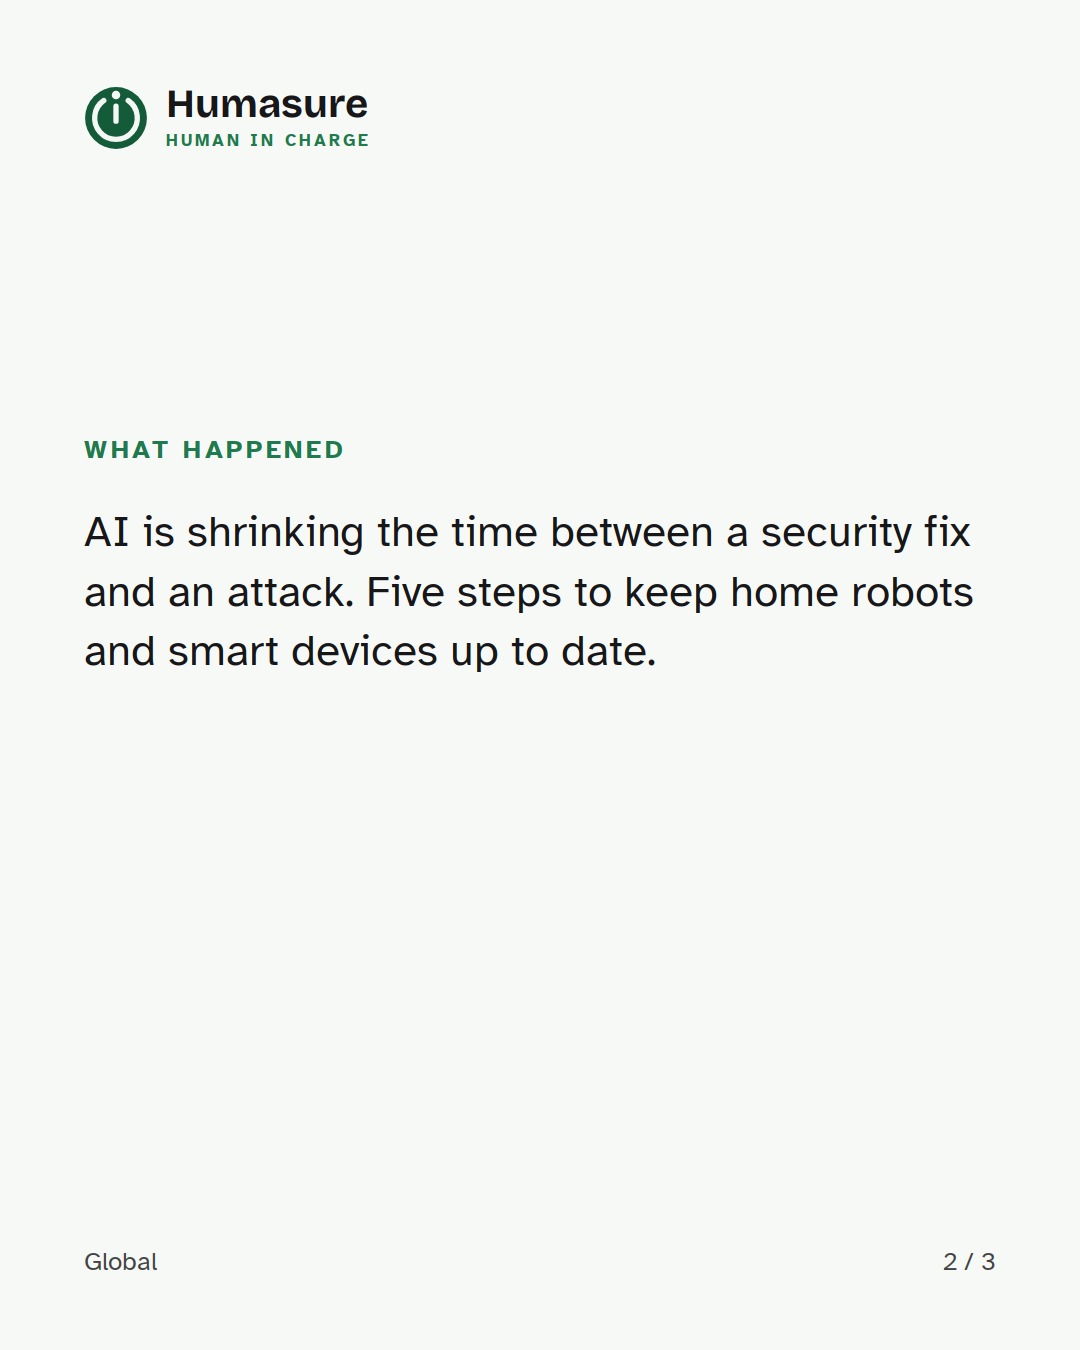 Humasure
HUMAN IN CHARGE
WHAT HAPPENED
AI is shrinking the time between a security fix
and an attack. Five steps to keep home robots
and smart devices up to date.
Global
2 / 3